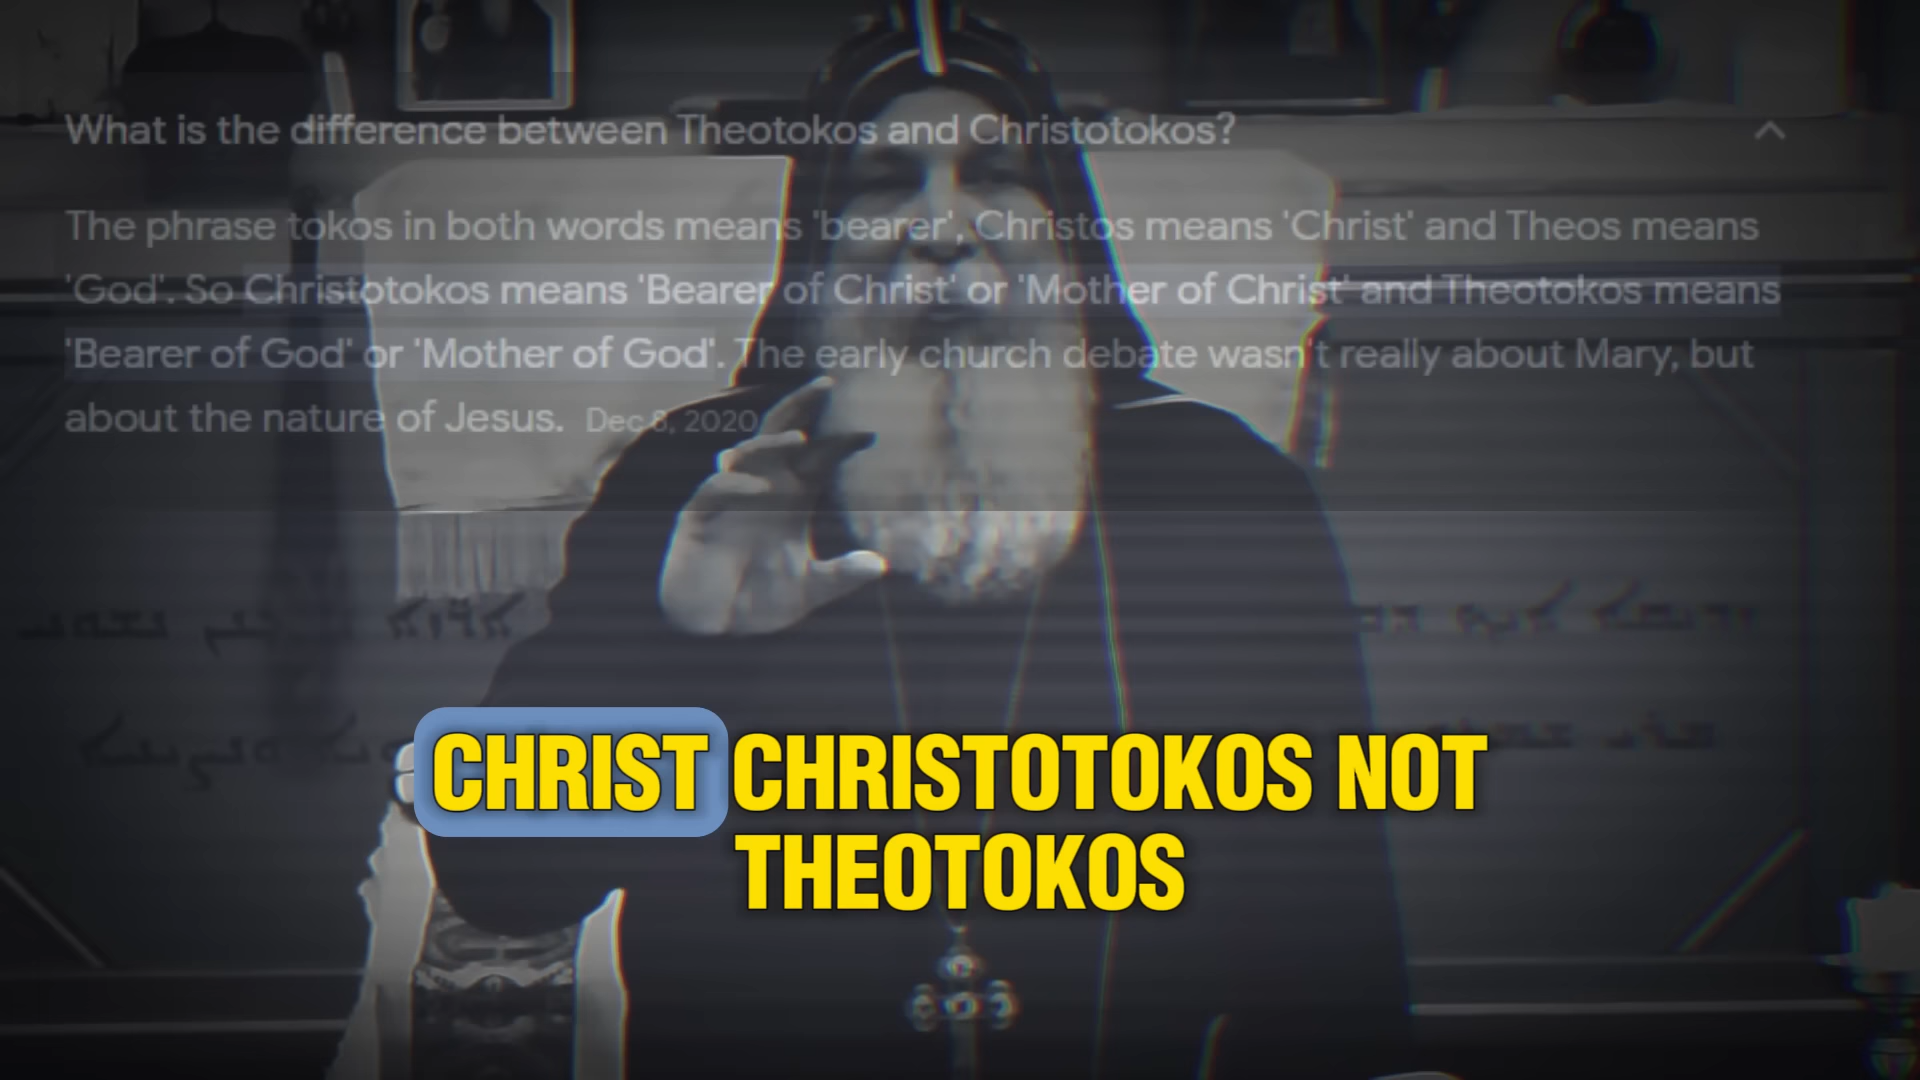 What is the difference between Theotokos and Christotokos?
The phrase tokos in both words means 'bearer', Christos means 'Christ' and Theos means
'God'. So Christotokos means 'Bearer of Christ' or 'Mother of Christ' and Theotokos means
'Bearer of God' or 'Mother of God'. The early church debate wasn't really about Mary, but
about the nature of Jesus. Dec 8, 2020
CHRIST CHRISTOTOKOS NOT
THEOTOKOS